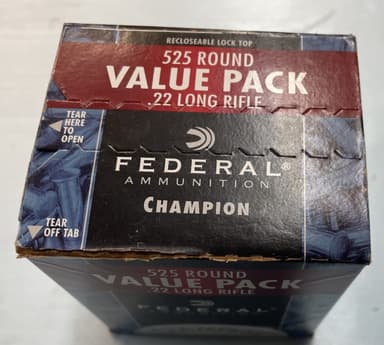 RECLOSEABLE LOCK TOP
525 ROUND
VALUE PACK
.22 LONG RIFLE
TEAR
HERE
TO
OPEN
FEDERAL®
AMMUNITION
CHAMPION
TEAR
OFF TAB
525 ROUND
VALUE PACK
.22 LONG RIFLE
FEDERAL